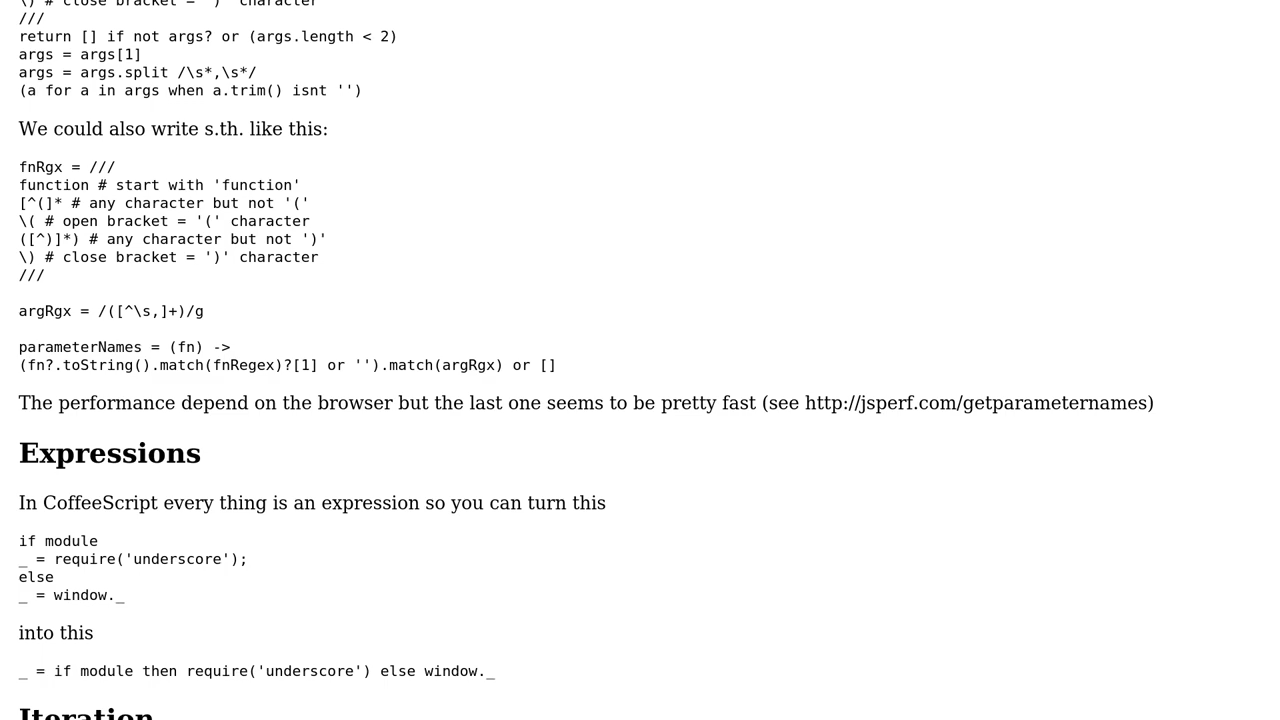 \) # close bracket = ')' character
///
return [] if not args? or (args.length < 2)
args = args[1]
args = args.split /\s*,\s*/
(a for a in args when a.trim() isnt '')
We could also write s.th. like this:
fnRgx = ///
function # start with 'function'
[^(]* # any character but not '('
\( # open bracket = '(' character
([^)]*) # any character but not ')'
\) # close bracket = ')' character
///
argRgx = /([^\s,]+)/g
parameterNames = (fn) ->
(fn?.toString().match(fnRegex)?[1] or '').match(argRgx) or []
The performance depend on the browser but the last one seems to be pretty fast (see http://jsperf.com/getparameternames)
Expressions
In CoffeeScript every thing is an expression so you can turn this
if module
_ = require('underscore');
else
_ = window._
into this
_ = if module then require('underscore') else window._
Iteration